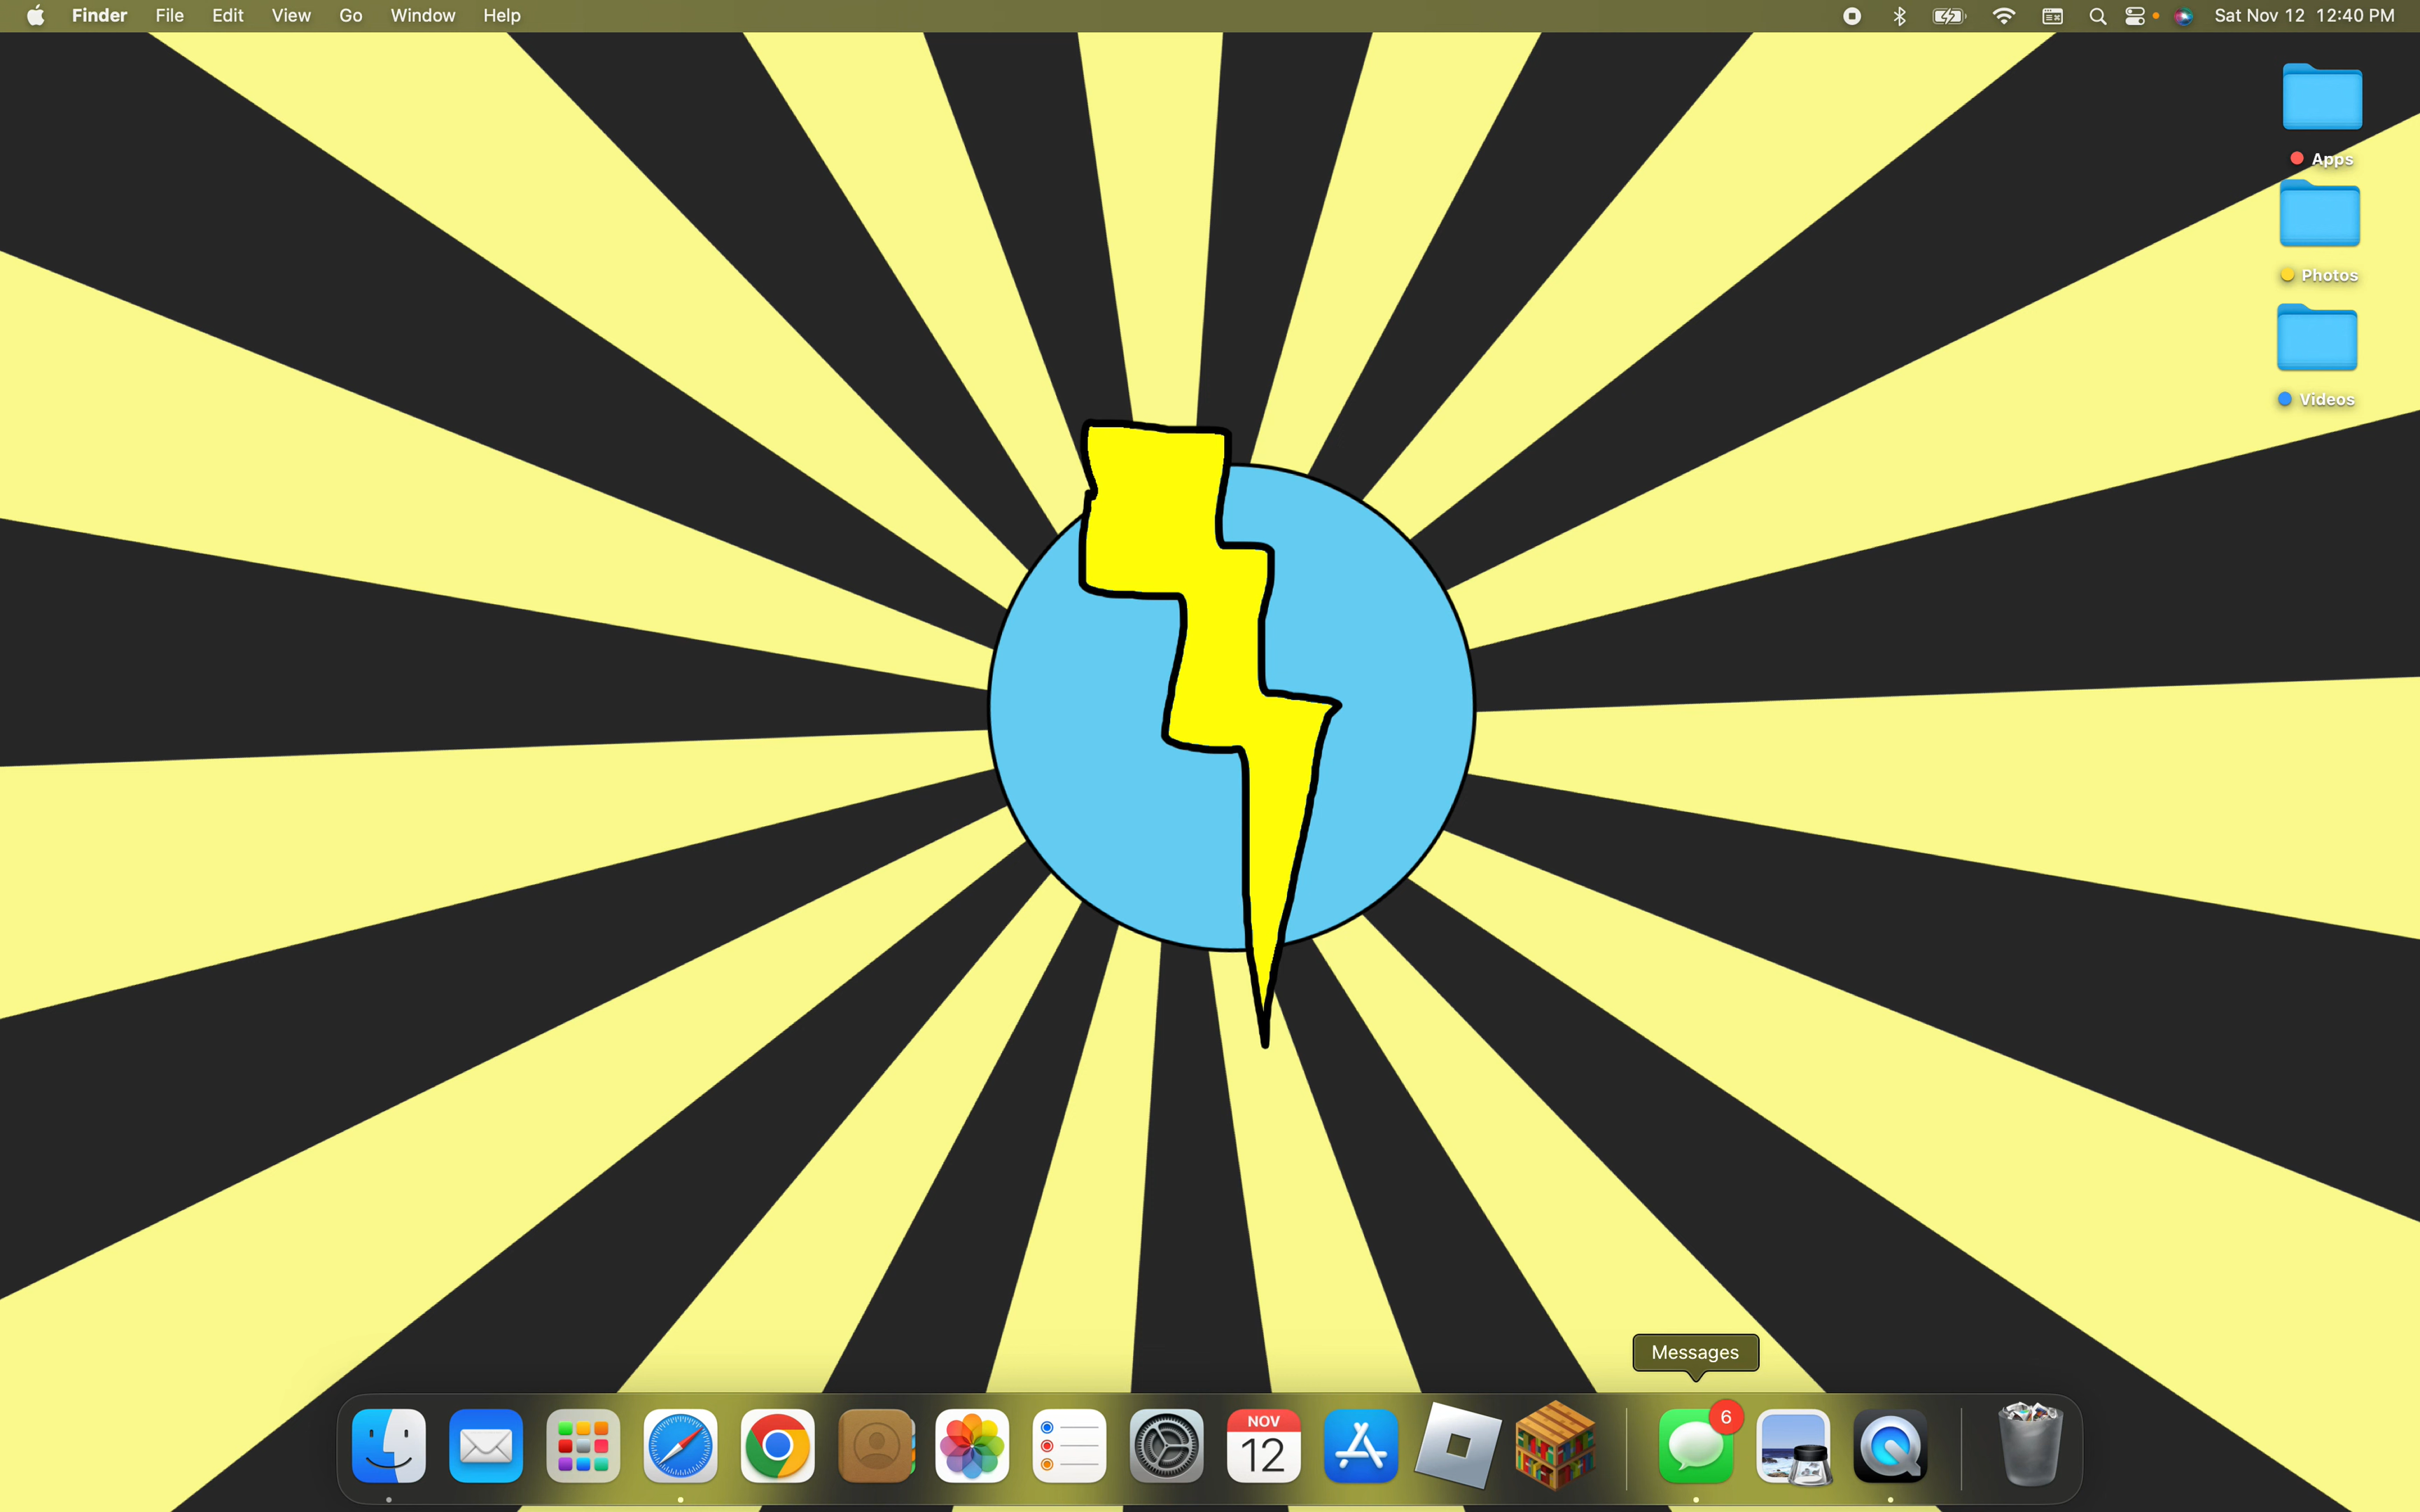 Finder File Edit View Go Window Help Sat Nov 12 12:40 PM
Apps
Photos
Videos
Messages
NOV
12
6